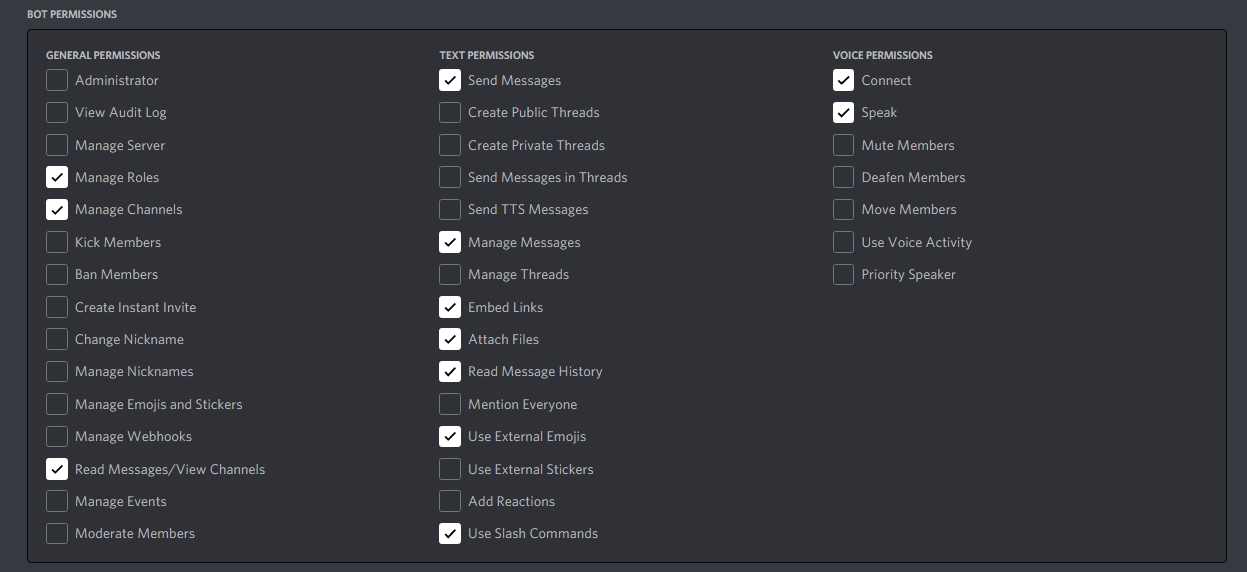 BOT PERMISSIONS
GENERAL PERMISSIONS
Administrator
View Audit Log
Manage Server
Manage Roles
Manage Channels
Kick Members
Ban Members
Create Instant Invite
Change Nickname
Manage Nicknames
Manage Emojis and Stickers
Manage Webhooks
Read Messages/View Channels
Manage Events
Moderate Members
TEXT PERMISSIONS
Send Messages
Create Public Threads
Create Private Threads
Send Messages in Threads
Send TTS Messages
Manage Messages
Manage Threads
Embed Links
Attach Files
Read Message History
Mention Everyone
Use External Emojis
Use External Stickers
Add Reactions
Use Slash Commands
VOICE PERMISSIONS
Connect
Speak
Mute Members
Deafen Members
Move Members
Use Voice Activity
Priority Speaker